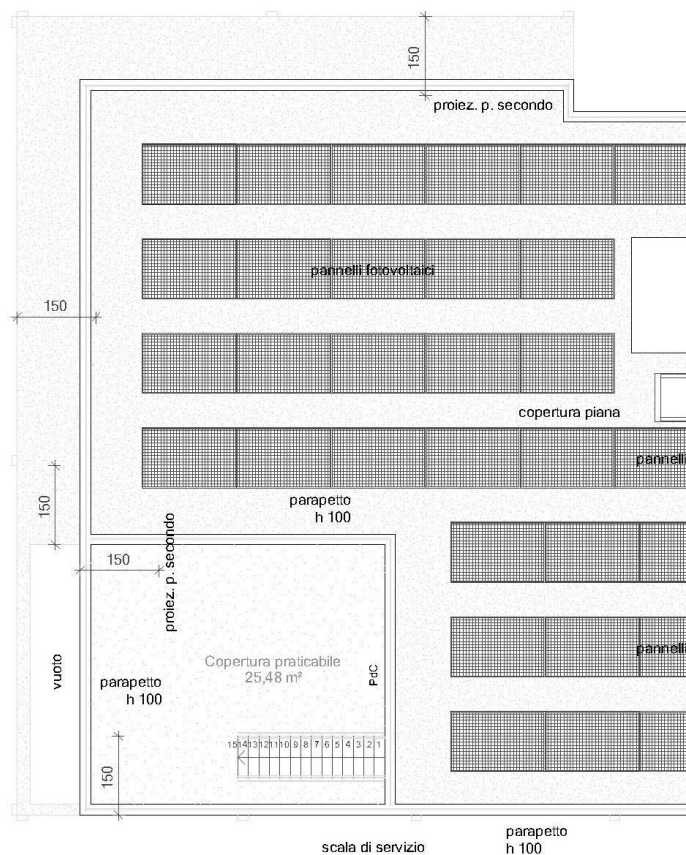 150
proiez. p. secondo
pannelli fotovoltaici
150
copertura piana
pannelli
parapetto
h 100
150
proiez. p. secondo
150
vuoto
Copertura praticabile
25,48 m²
PdC
parapetto
h 100
pannelli
15 14 13 12 11 10 9 8 7 6 5 4 3 2 1
150
scala di servizio
parapetto
h 100